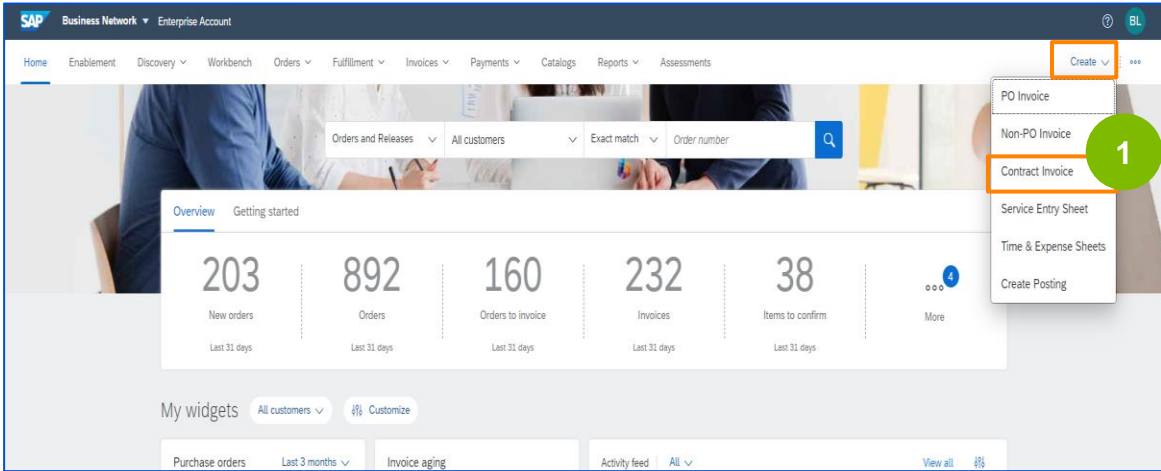 SAP Business Network Enterprise Account BL
Home Enablement Discovery Workbench Orders Fulfillment Invoices Payments Catalogs Reports Assessments Create
PO Invoice
Non-PO Invoice
Contract Invoice
Service Entry Sheet
Time & Expense Sheets
Create Posting
1
Orders and Releases All customers Exact match Order number
Overview Getting started
203 892 160 232 38 4
New orders Orders Orders to invoice Invoices Items to confirm More
Last 31 days Last 31 days Last 31 days Last 31 days Last 31 days
My widgets All customers Customize
Purchase orders Last 3 months Invoice aging Activity feed All View all